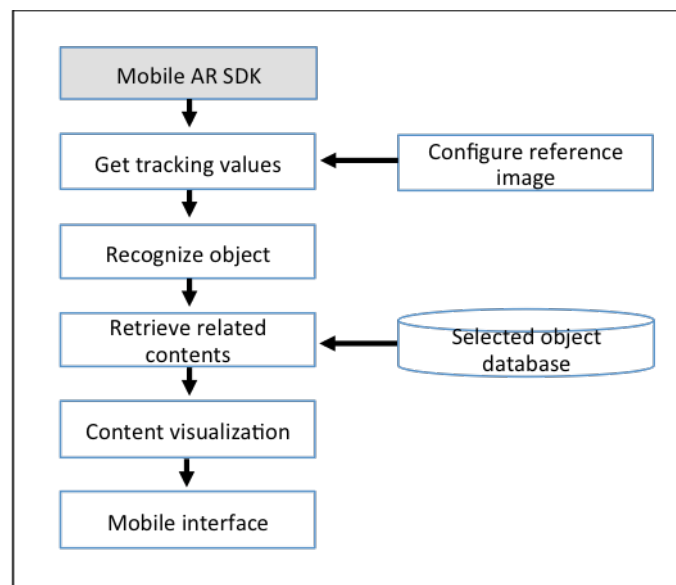 Mobile AR SDK
Get tracking values
Configure reference
image
Recognize object
Retrieve related
contents
Selected object
database
Content visualization
Mobile interface